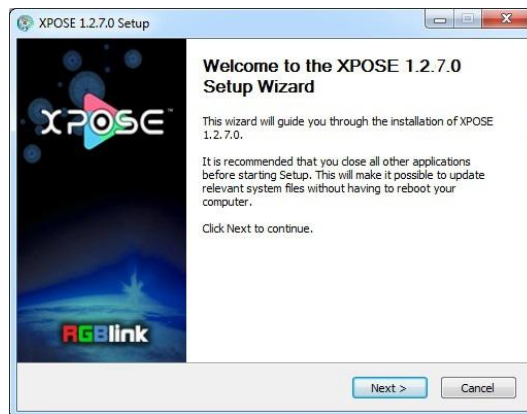 XPOSE 1.2.7.0 Setup
XPOSE™
Welcome to the XPOSE 1.2.7.0
Setup Wizard
This wizard will guide you through the installation of XPOSE
1.2.7.0.
It is recommended that you close all other applications
before starting Setup. This will make it possible to update
relevant system files without having to reboot your
computer.
Click Next to continue.
RGBlink
Next >
Cancel